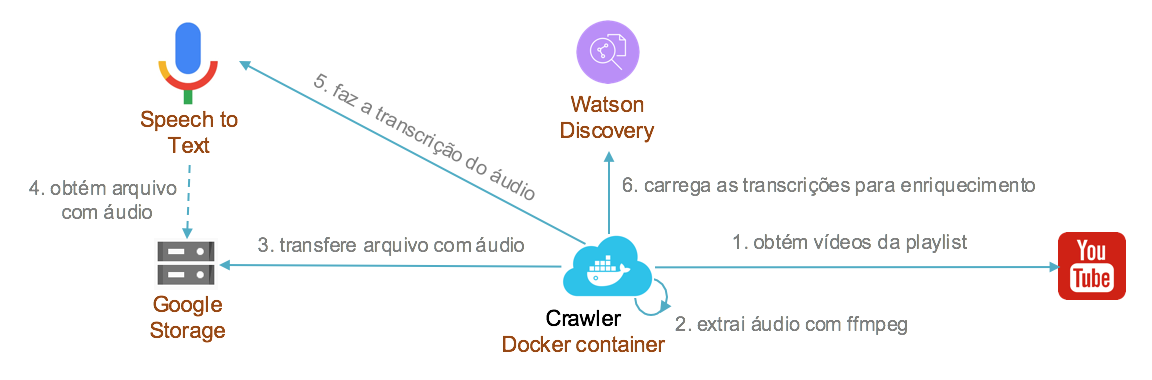 Speech to
Text
5. faz a transcrição do áudio
Watson
Discovery
4. obtém arquivo
com áudio
6. carrega as transcrições para enriquecimento
3. transfere arquivo com áudio
1. obtém vídeos da playlist
You
Tube
Google
Storage
Crawler
Docker container
2. extrai áudio com ffmpeg